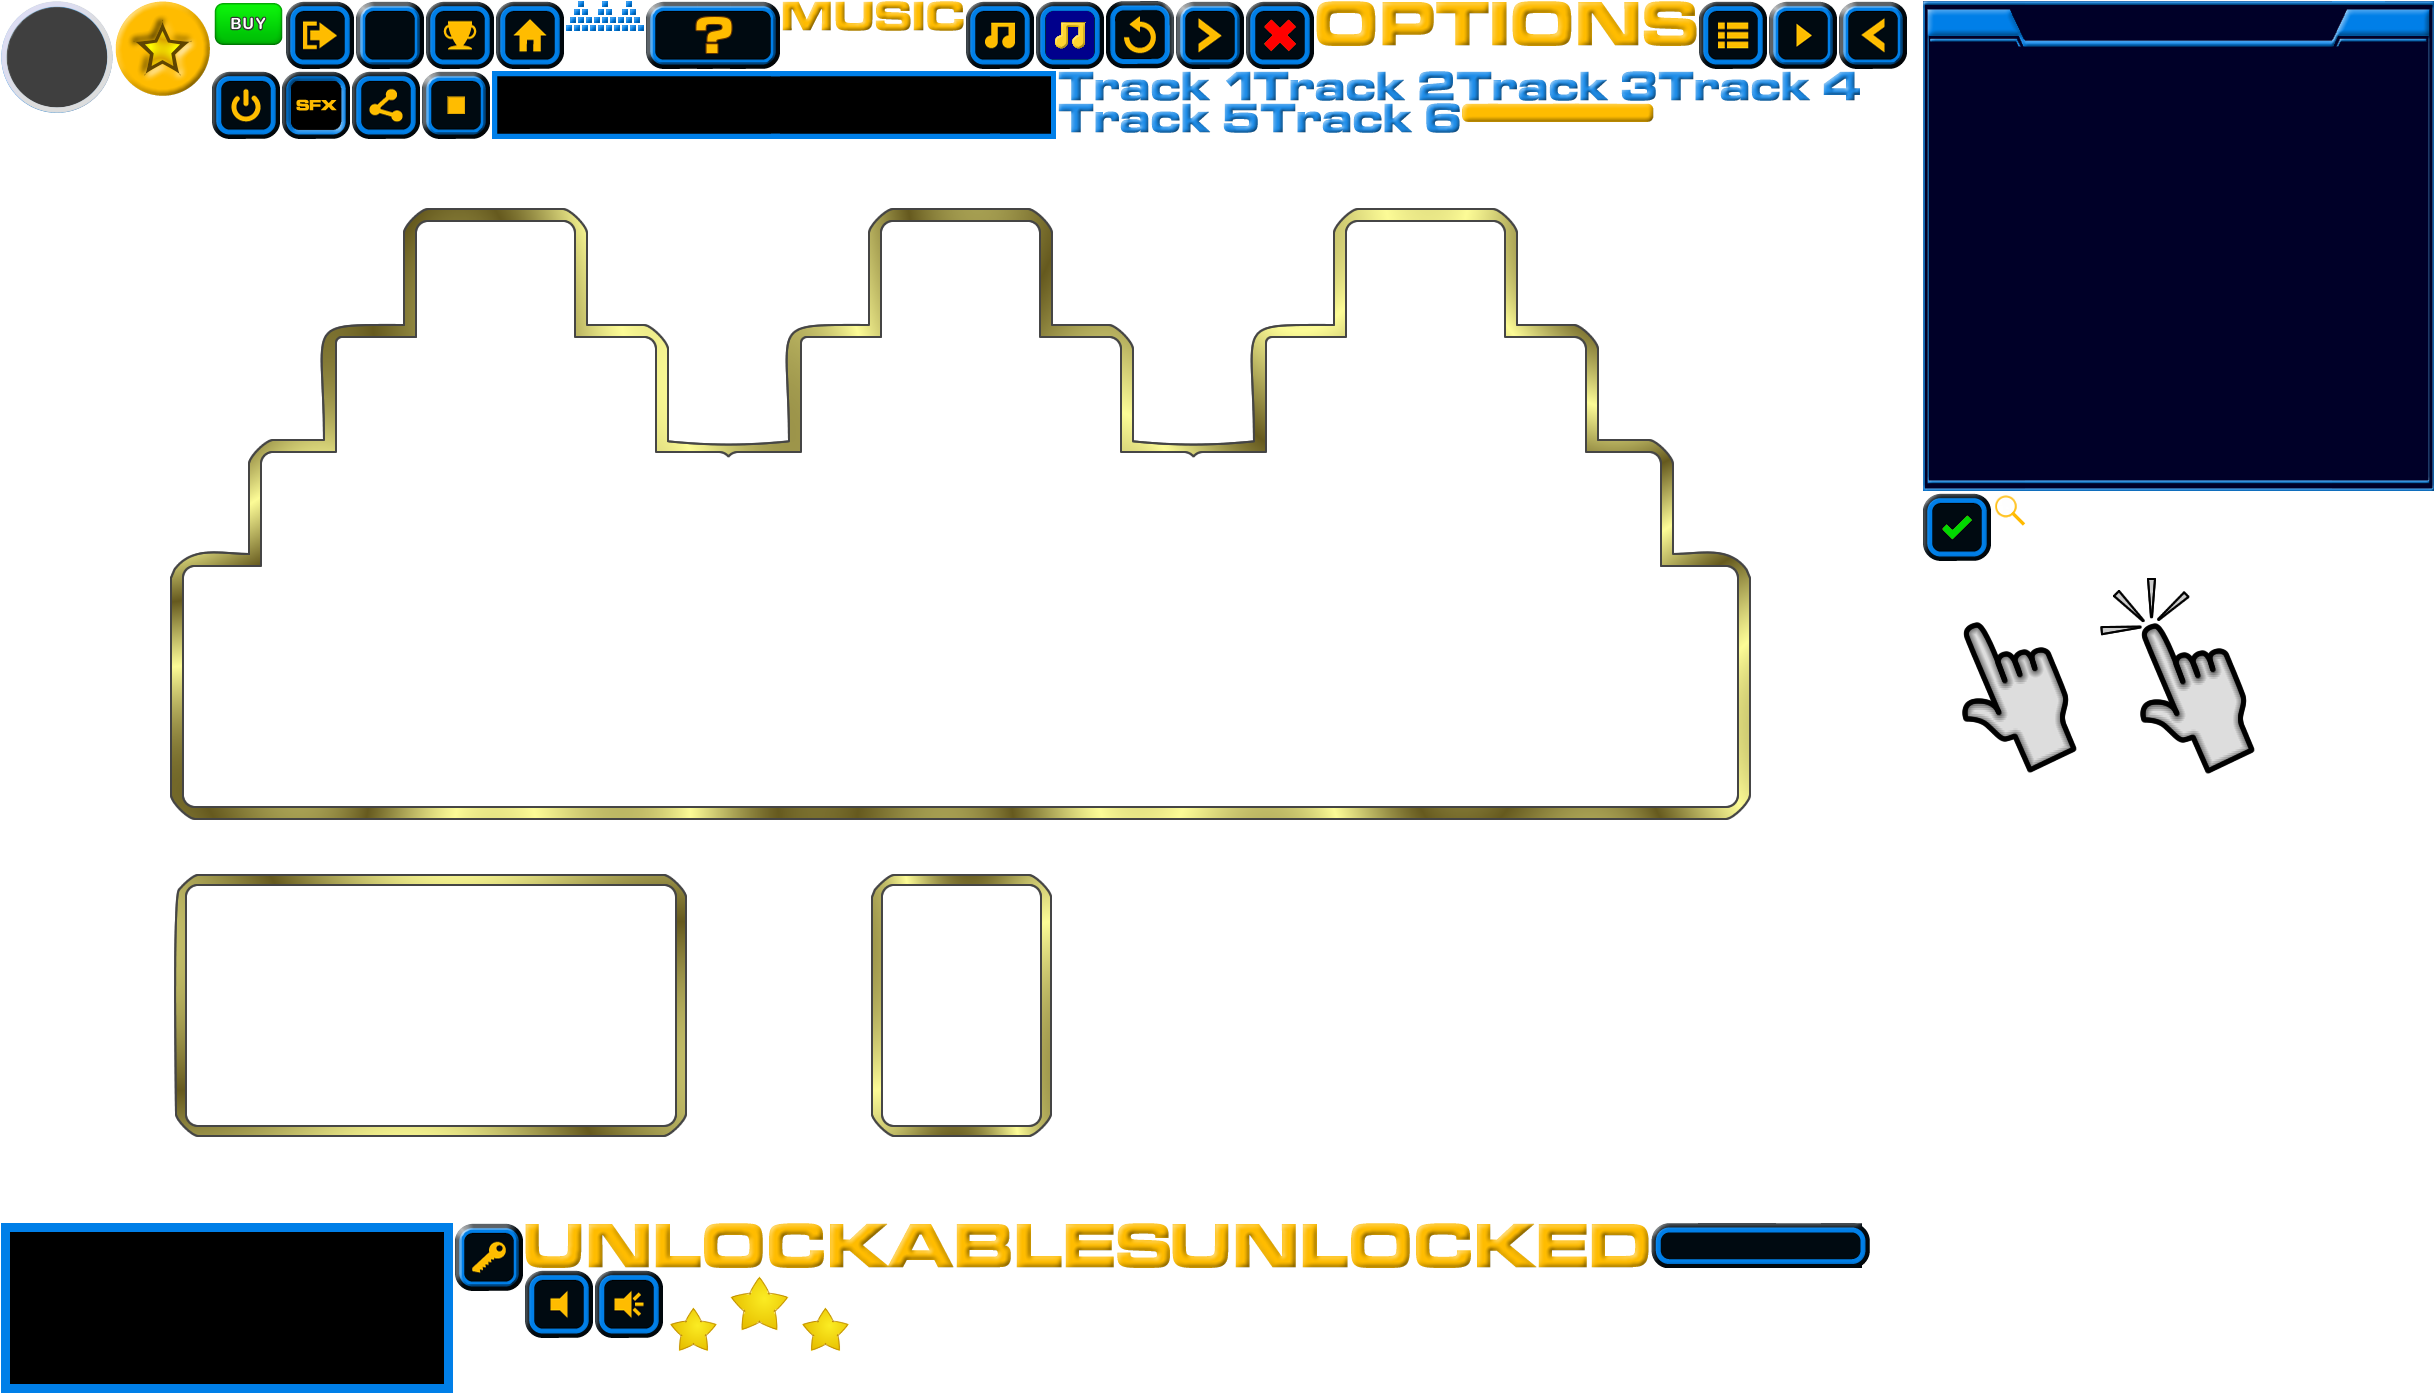 BUY
?
MUSIC
OPTIONS
SFX
Track 1Track 2Track 3Track 4
Track 5Track 6
UNLOCKABLESUNLOCKED